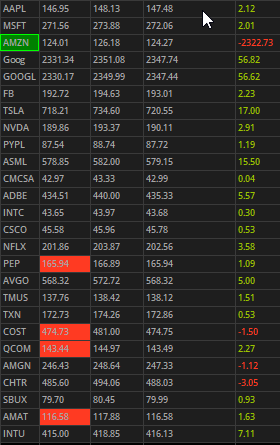 AAPL 146.95 148.13 147.48 2.12
MSFT 271.56 273.88 272.06 2.01
AMZN 124.01 126.18 124.27 -2322.73
Goog 2331.34 2351.08 2347.74 56.82
GOOGL 2330.17 2349.99 2347.44 56.62
FB 192.72 194.63 193.01 2.23
TSLA 718.21 734.60 720.55 17.00
NVDA 189.86 193.37 190.11 2.91
PYPL 87.54 88.74 87.72 1.19
ASML 578.85 582.00 579.15 15.50
CMCSA 42.97 43.33 42.99 0.04
ADBE 434.51 440.00 435.33 5.57
INTC 43.65 43.97 43.68 0.30
CSCO 45.58 45.96 45.78 0.53
NFLX 201.86 203.87 202.56 3.58
PEP 165.94 166.89 165.94 1.09
AVGO 568.32 572.72 568.32 5.00
TMUS 137.76 138.42 138.12 1.51
TXN 172.73 174.26 172.86 0.53
COST 474.73 481.00 474.75 -1.50
QCOM 143.44 144.97 143.49 2.27
AMGN 246.43 248.64 247.33 -1.12
CHTR 485.60 494.06 488.03 -3.05
SBUX 79.70 80.45 79.99 0.93
AMAT 116.58 117.88 116.58 1.63
INTU 415.00 418.85 416.13 7.11